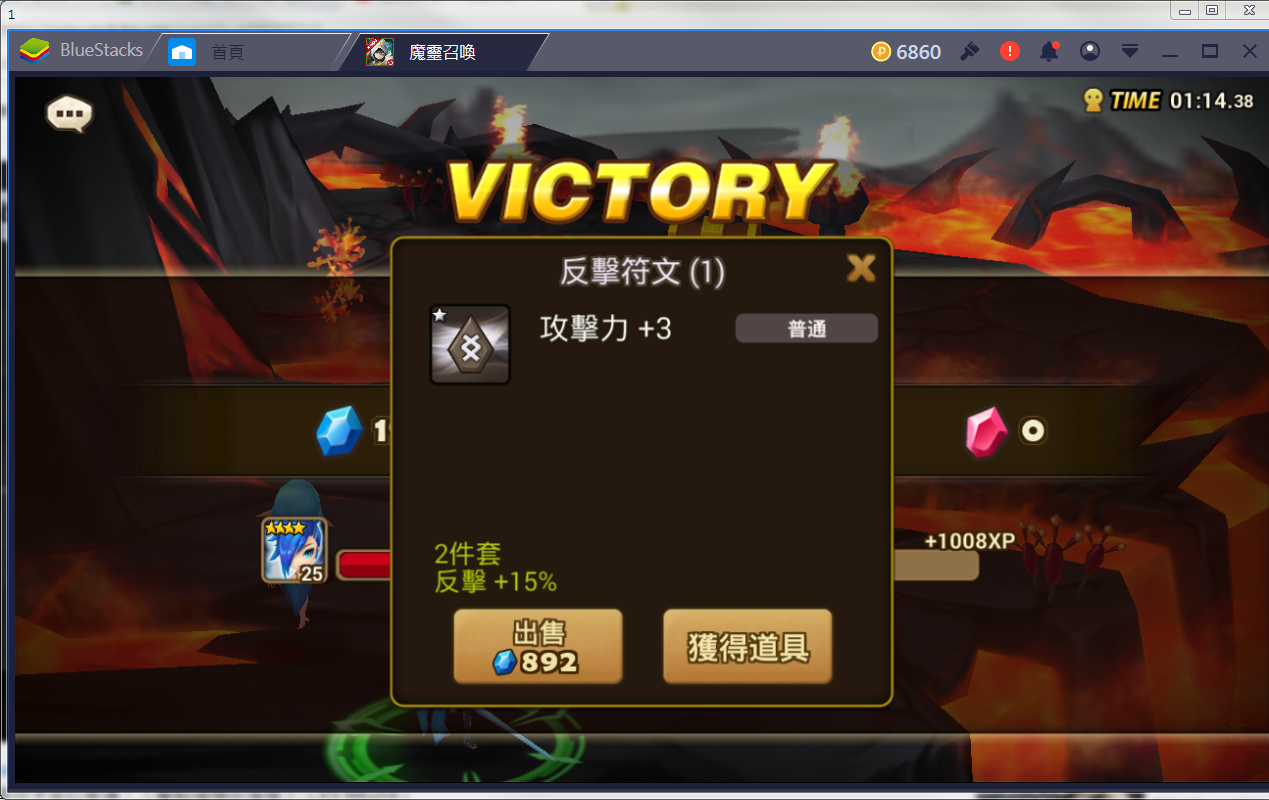 1
BlueStacks
首頁
魔靈召喚
6860
TIME 01:14.38
VICTORY
反擊符文 (1)
攻擊力 +3
普通
0
25
+1008XP
2件套
反擊 +15%
出售
892
獲得道具